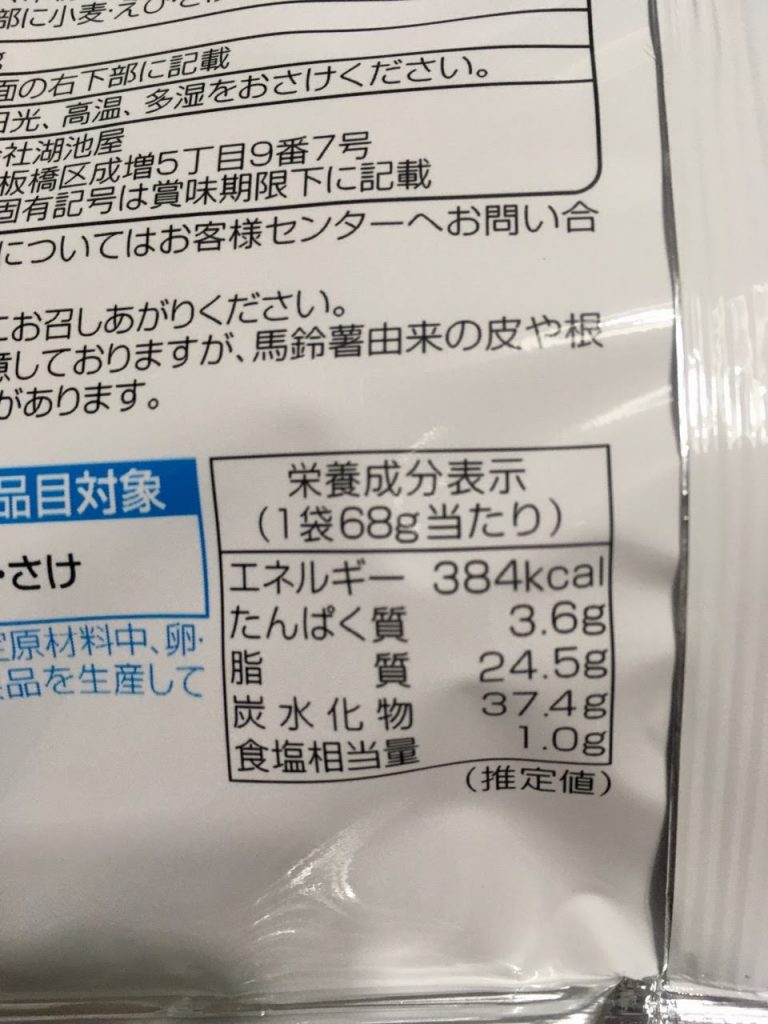 部に小麦・えび・
面の右下部に記載
日光、高温、多湿をおさけください。
社湖池屋
板橋区成増5丁目9番7号
固有記号は賞味期限下に記載
についてはお客様センターへお問い合
にお召しあがりください。
意しておりますが、馬鈴薯由来の皮や根
があります。
品目対象
・さけ
定原材料中、卵・
品を生産して
栄養成分表示
(1袋68g当たり)
エネルギー 384kcal
たんぱく質 3.6g
脂質 24.5g
炭水化物 37.4g
食塩相当量 1.0g
(推定値)